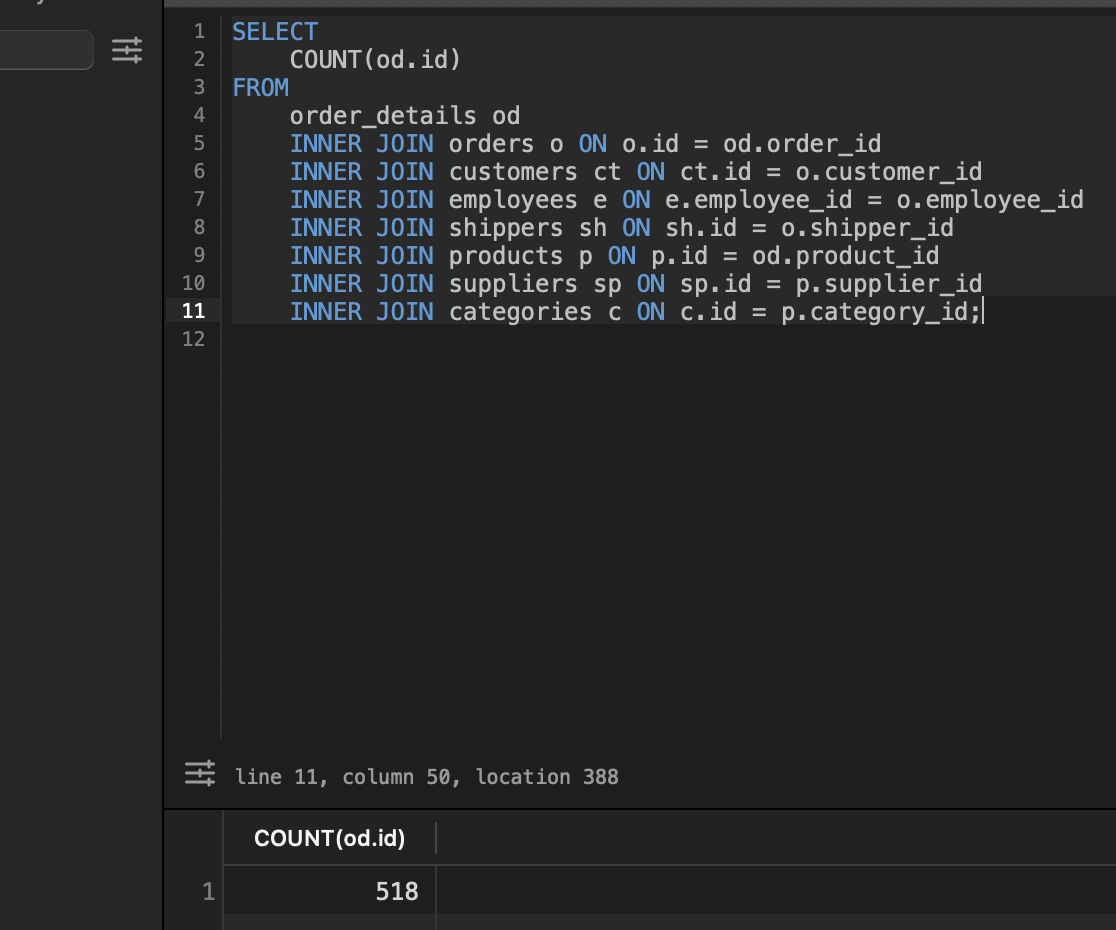 1 SELECT
2 COUNT(od.id)
3 FROM
4 order_details od
5 INNER JOIN orders o ON o.id = od.order_id
6 INNER JOIN customers ct ON ct.id = o.customer_id
7 INNER JOIN employees e ON e.employee_id = o.employee_id
8 INNER JOIN shippers sh ON sh.id = o.shipper_id
9 INNER JOIN products p ON p.id = od.product_id
10 INNER JOIN suppliers sp ON sp.id = p.supplier_id
11 INNER JOIN categories c ON c.id = p.category_id;
12
line 11, column 50, location 388
COUNT(od.id)
1 518